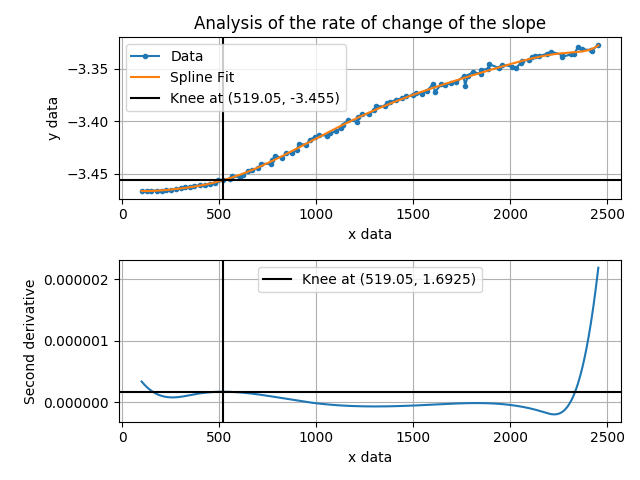 Analysis of the rate of change of the slope
Data
Spline Fit
Knee at (519.05, -3.455)
y data
−3.35
−3.40
−3.45
0 500 1000 1500 2000 2500
x data
Knee at (519.05, 1.6925)
Second derivative
0.000002
0.000001
0.000000
0 500 1000 1500 2000 2500
x data